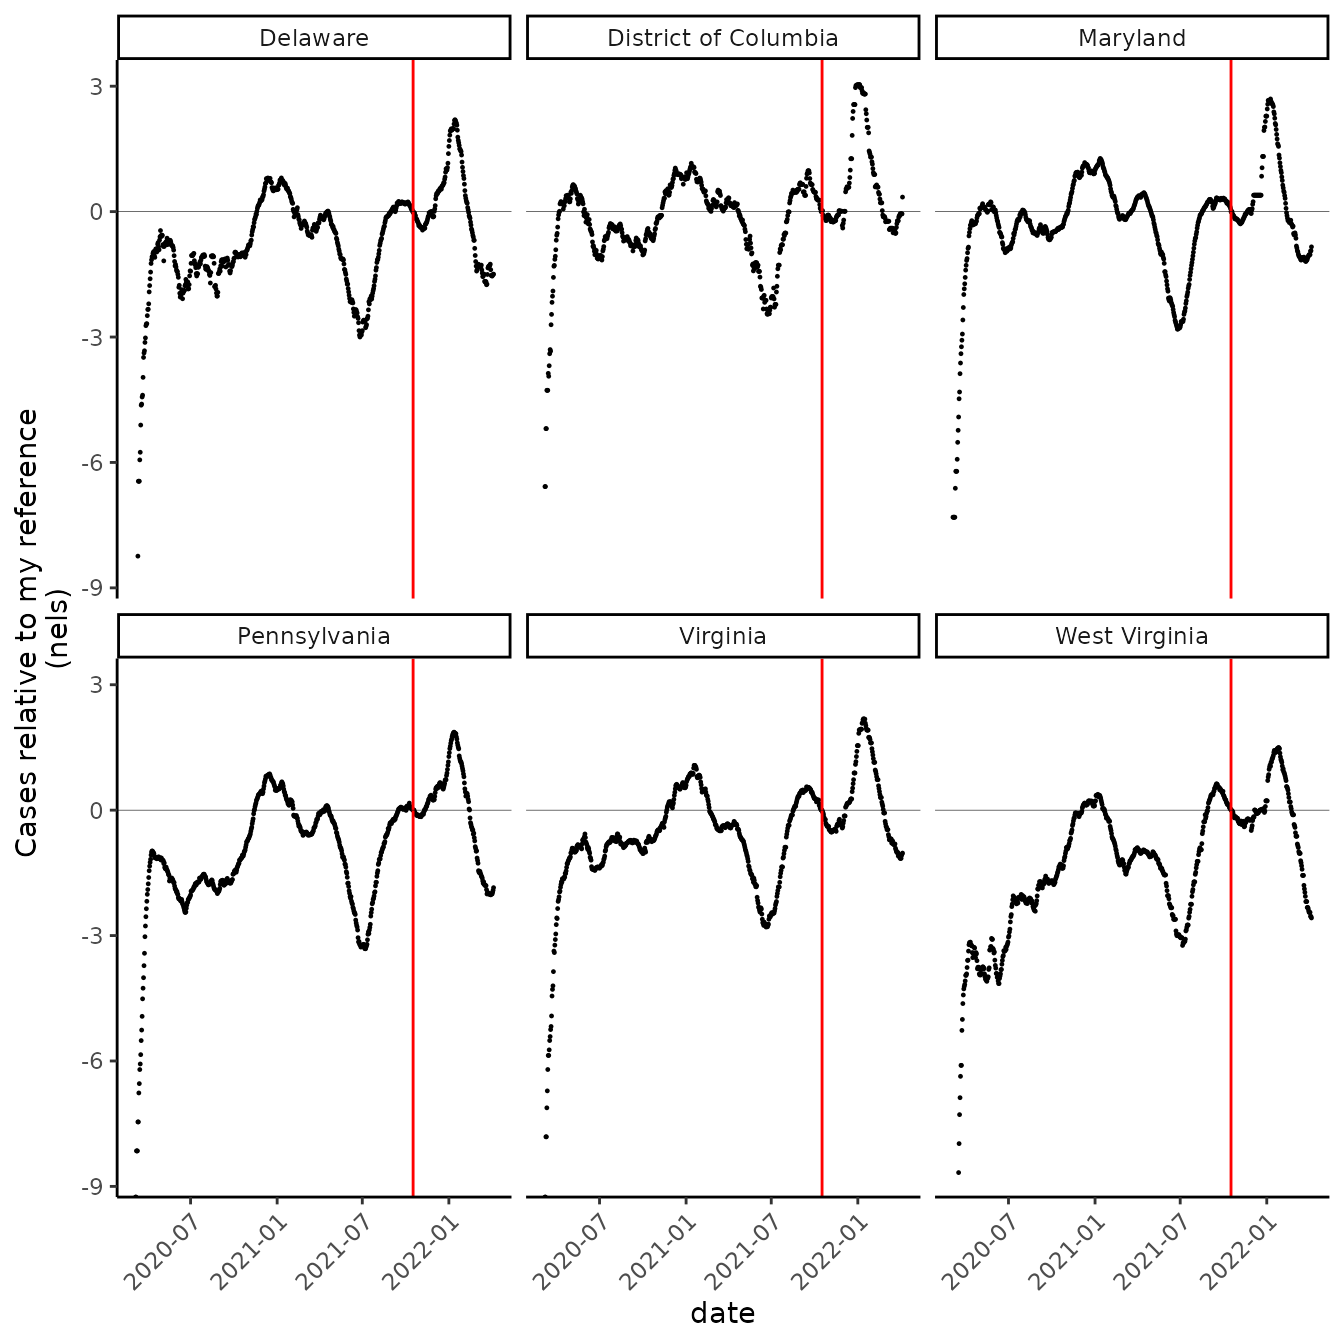 Delaware
District of Columbia
Maryland
3
0
-3
-6
-9
Pennsylvania
Virginia
West Virginia
3
0
-3
-6
-9
2020-07
2021-01
2021-07
2022-01
2020-07
2021-01
2021-07
2022-01
2020-07
2021-01
2021-07
2022-01
date
Cases relative to my reference
(nels)